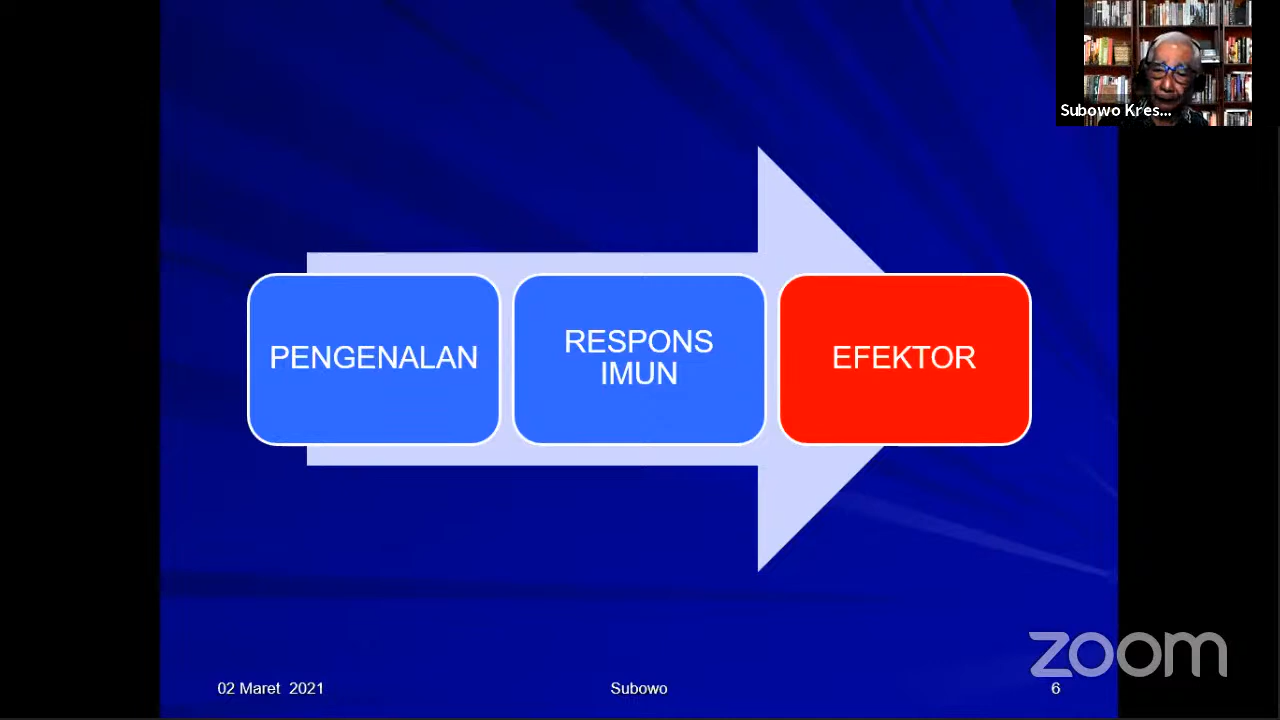 Subowo Kres...
PENGENALAN
RESPONS
IMUN
EFEKTOR
zoom
02 Maret 2021
Subowo
6